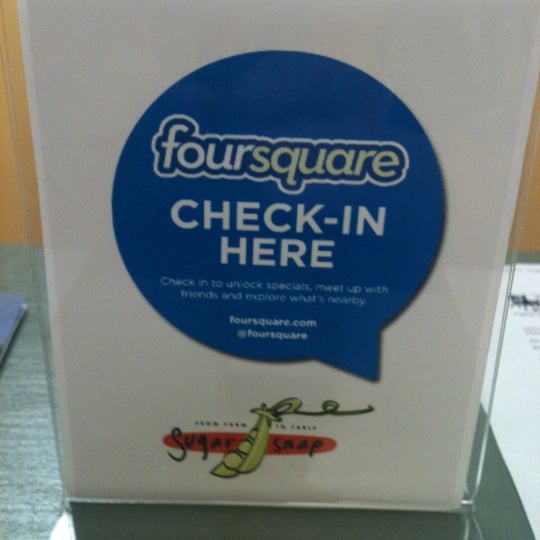 foursquare
CHECK-IN
HERE
Check in to unlock specials, meet up with
friends and explore what's nearby.
foursquare.com
@foursquare
FROM FARM TO TABLE
sugar snap